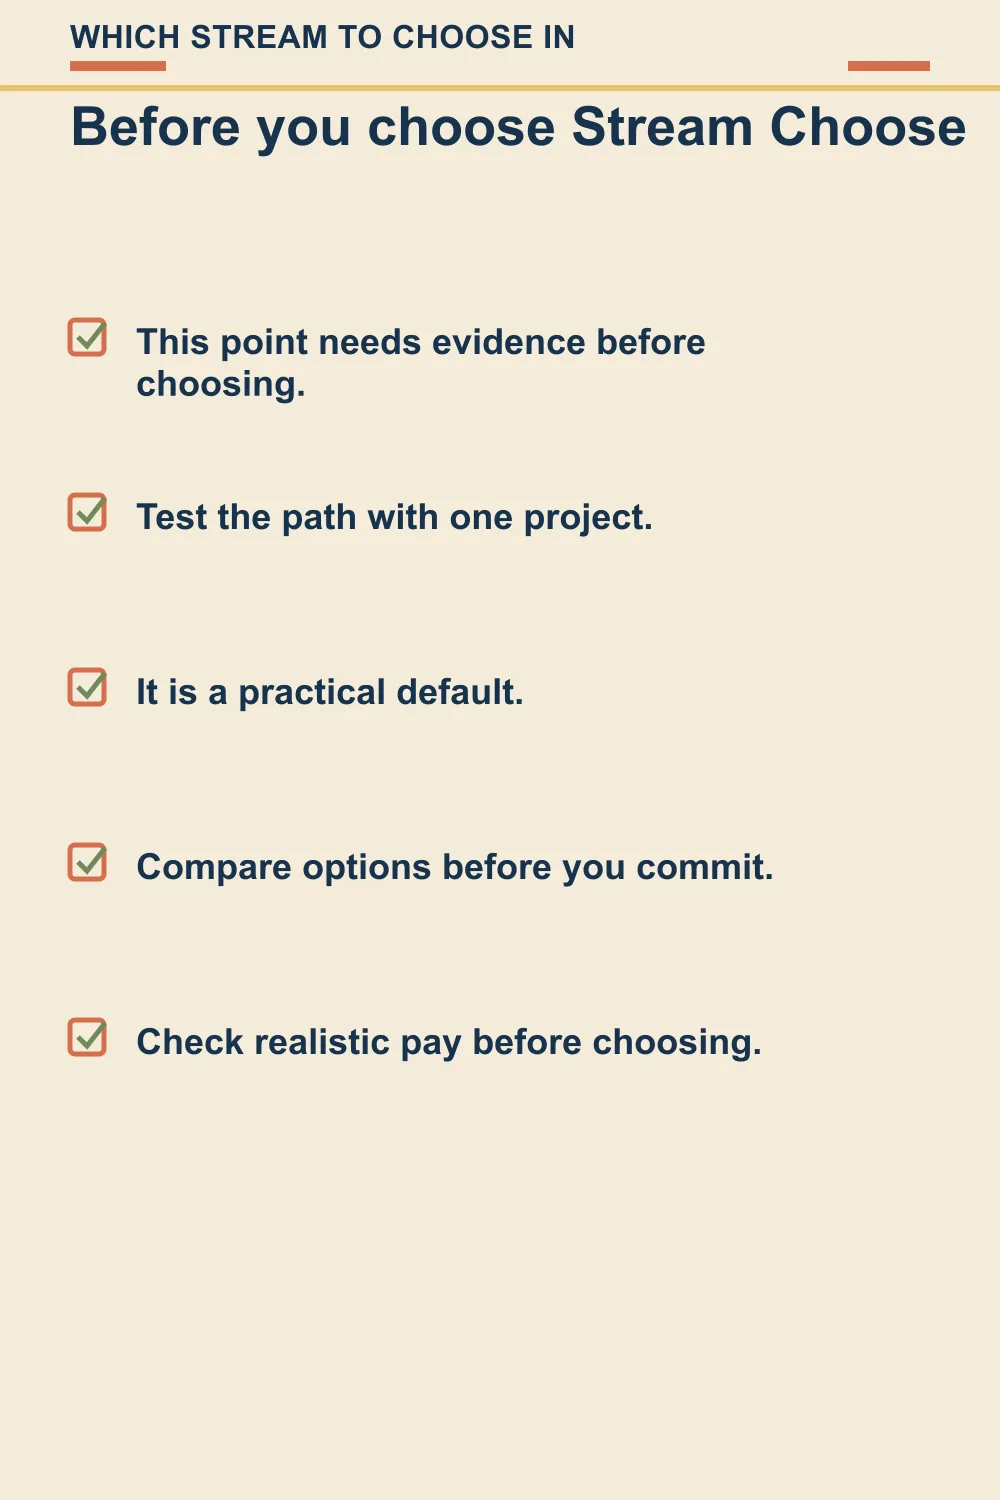 WHICH STREAM TO CHOOSE IN
Before you choose Stream Choose
This point needs evidence before
choosing.
Test the path with one project.
It is a practical default.
Compare options before you commit.
Check realistic pay before choosing.